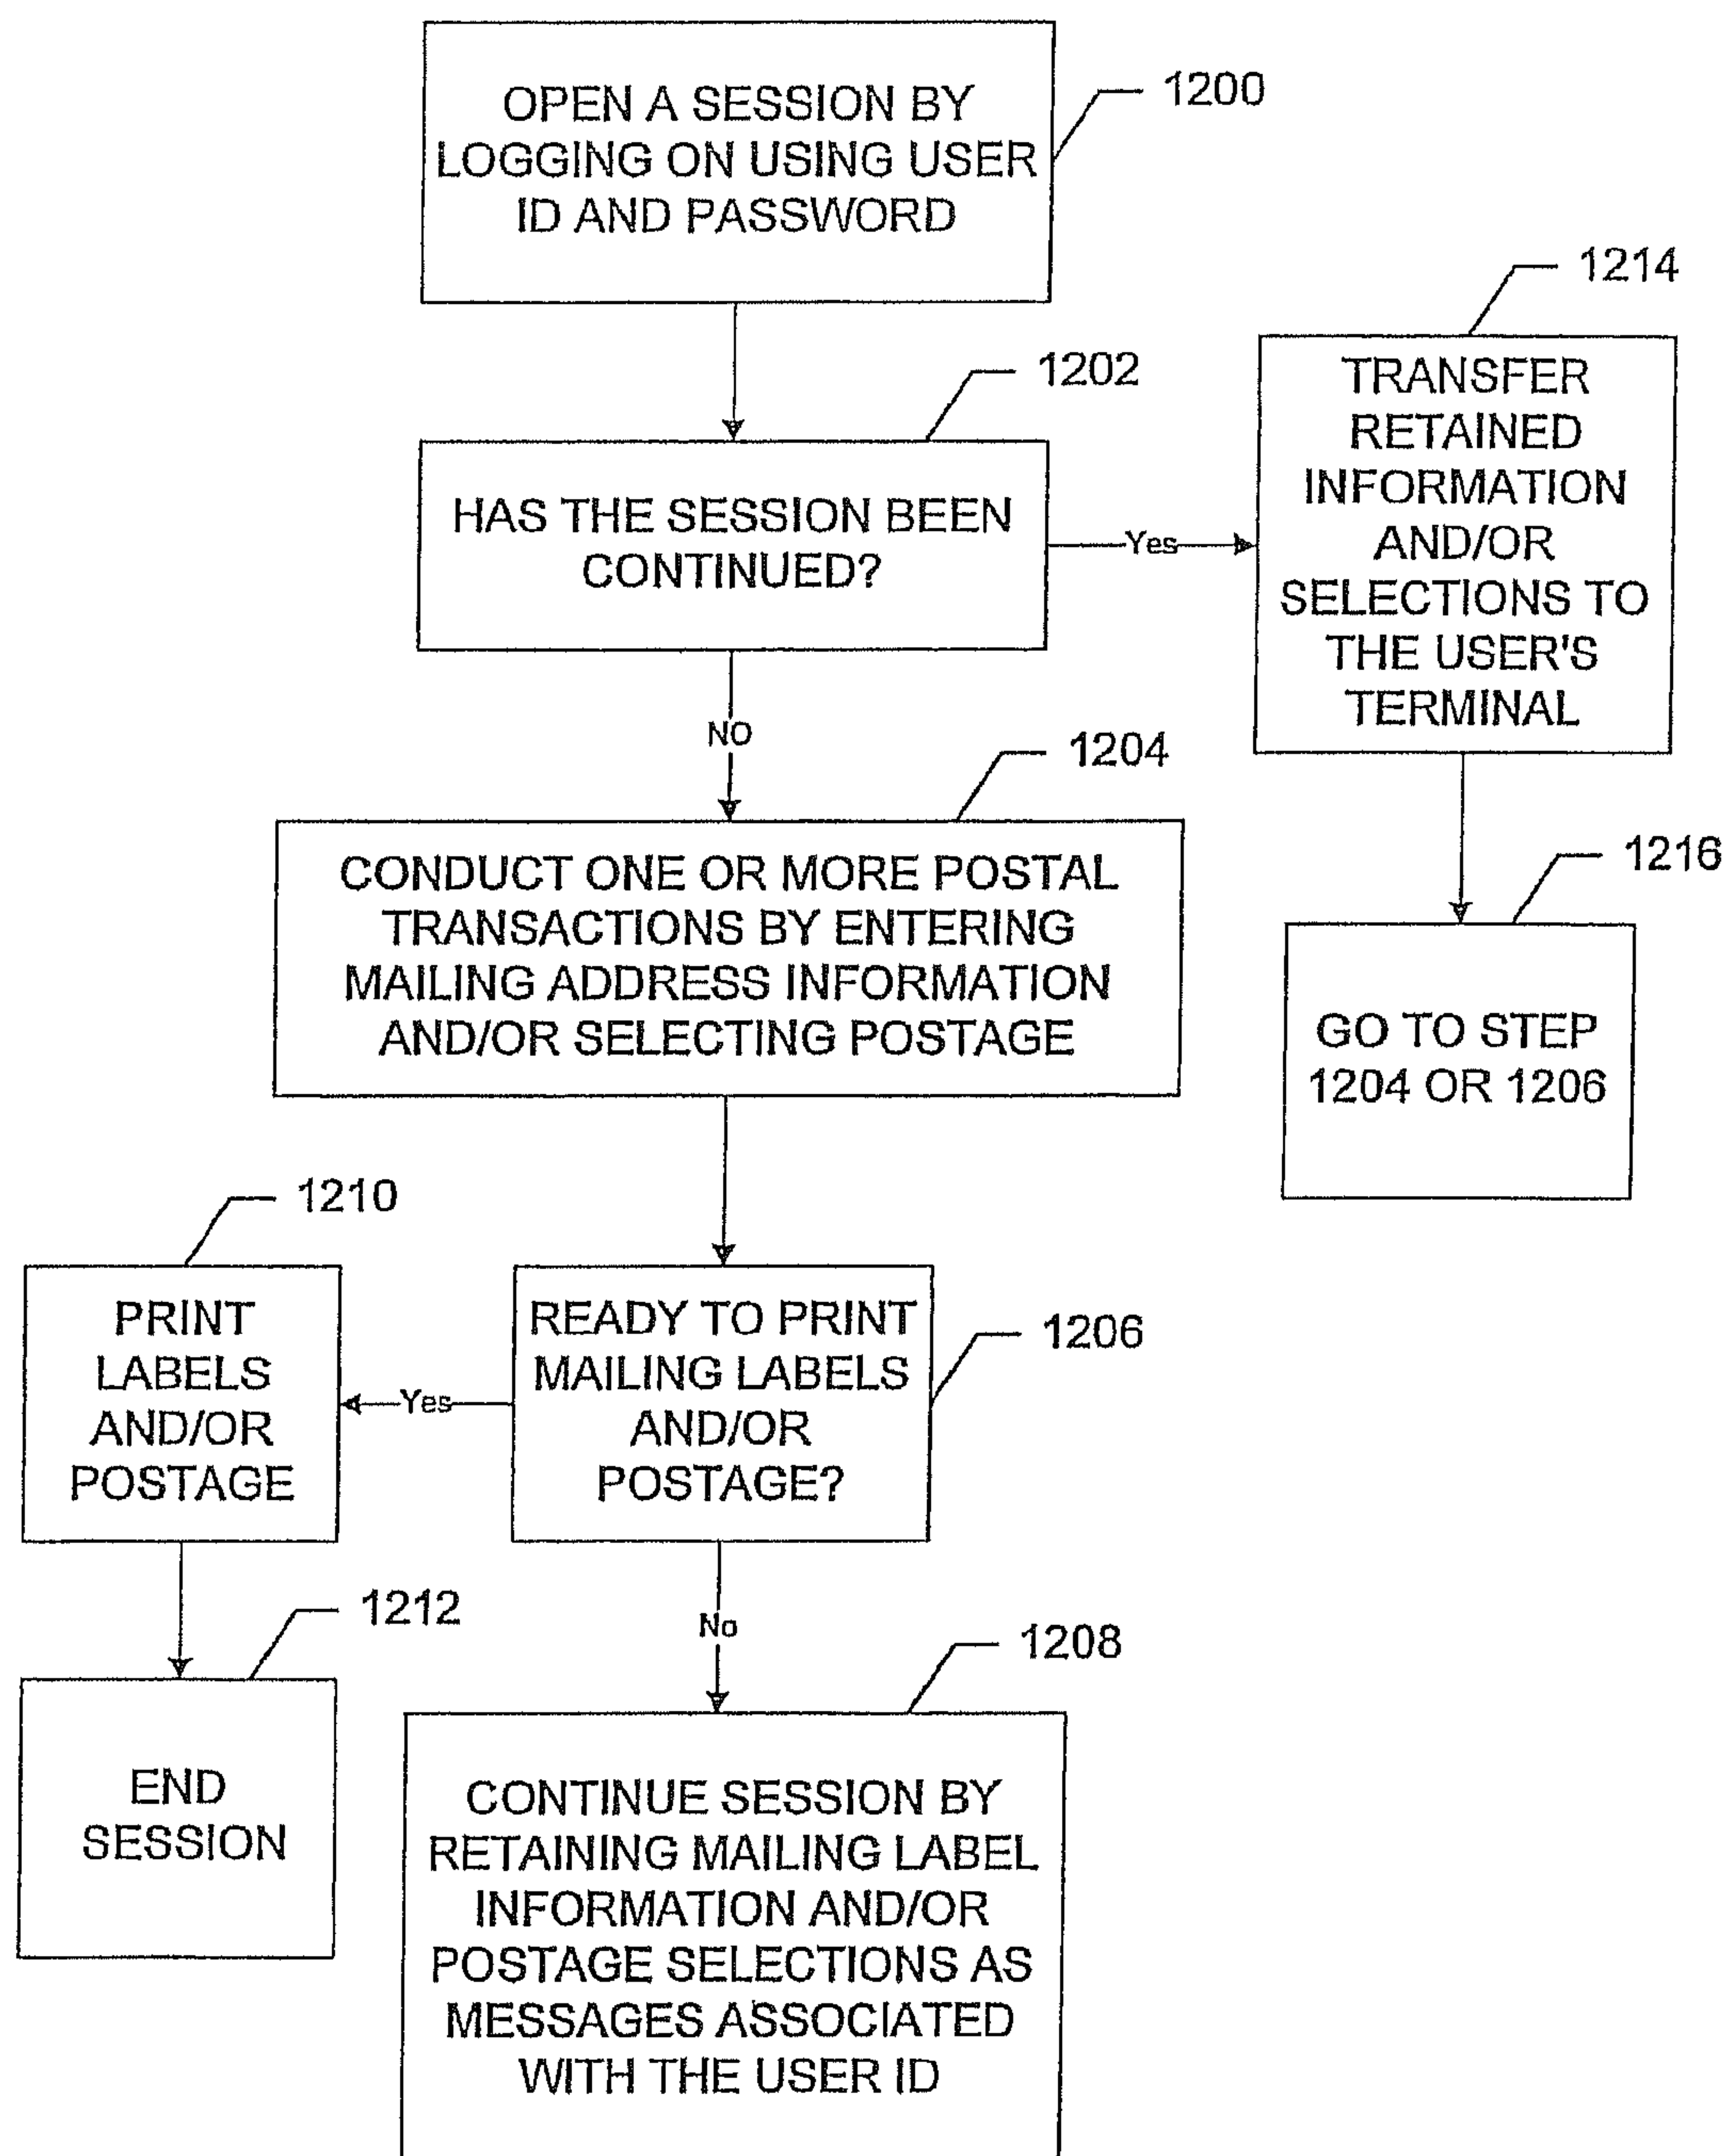 OPEN A SESSION BY
LOGGING ON USING USER
ID AND PASSWORD
1200
1214
TRANSFER
RETAINED
INFORMATION
AND/OR
SELECTIONS TO
THE USER'S
TERMINAL
1202
HAS THE SESSION BEEN
CONTINUED?
Yes
NO
1204
CONDUCT ONE OR MORE POSTAL
TRANSACTIONS BY ENTERING
MAILING ADDRESS INFORMATION
AND/OR SELECTING POSTAGE
1216
GO TO STEP
1204 OR 1206
1210
PRINT
LABELS
AND/OR
POSTAGE
Yes
READY TO PRINT
MAILING LABELS
AND/OR
POSTAGE?
1206
No
1212
END
SESSION
1208
CONTINUE SESSION BY
RETAINING MAILING LABEL
INFORMATION AND/OR
POSTAGE SELECTIONS AS
MESSAGES ASSOCIATED
WITH THE USER ID